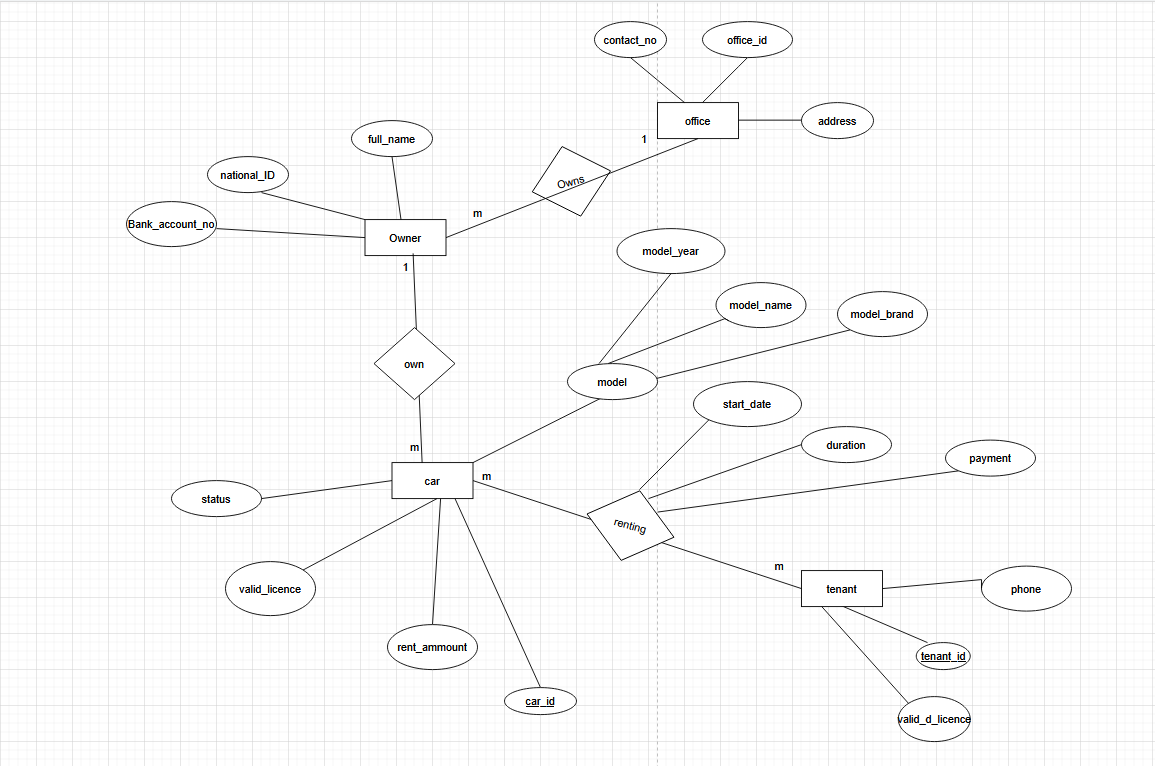 contact_no
office_id
office
address
1
full_name
Owns
national_ID
m
Bank_account_no
Owner
1
model_year
model_name
model_brand
own
model
start_date
duration
m
payment
car
m
status
renting
m
valid_licence
tenant
phone
rent_ammount
tenant_id
car_id
valid_d_licence